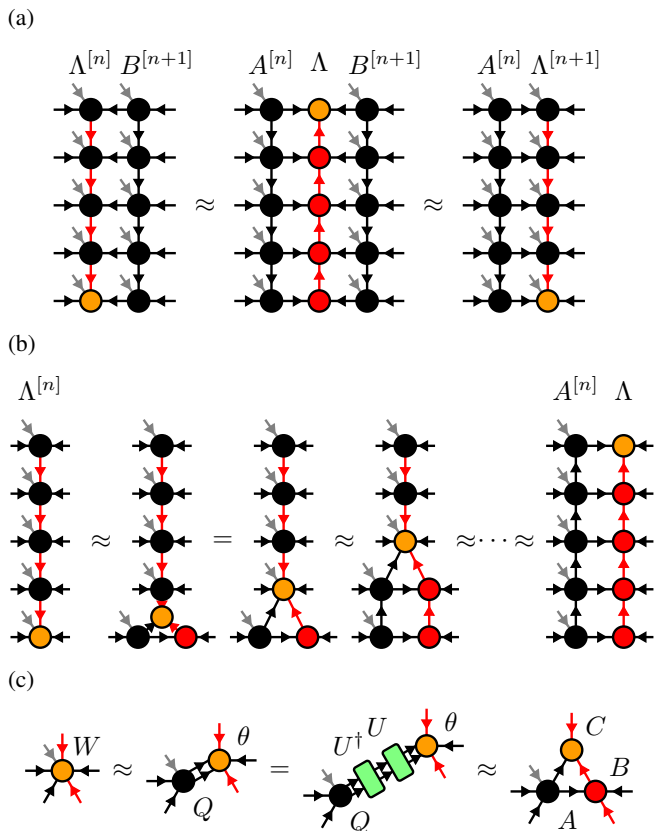 (a)
Λ^{[n]} B^{[n+1]} A^{[n]} Λ B^{[n+1]} A^{[n]} Λ^{[n+1]}
≈ ≈
(b)
Λ^{[n]} A^{[n]} Λ
≈ = ≈ ≈ ··· ≈
(c)
W ≈ Q θ = U† U Q θ ≈ A B C